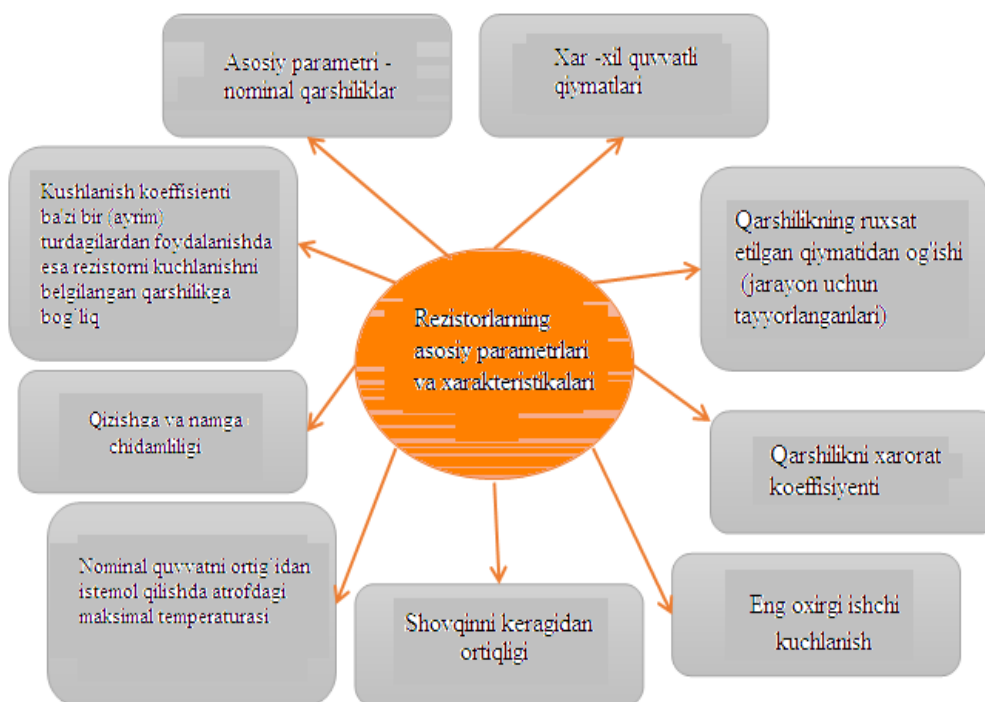 Asosiy parametri -
nominal qarshiliklar
Xar -xil quvvatli
qiymatlari
Kushlanish koeffisienti
ba'zi bir (ayrim)
turdagilardan foydalanishda
esa rezistorni kuchlanishni
belgilangan qarshilikga
bog`liq
Qarshilikning ruxsat
etilgan qiymatidan og'ishi
(jarayon uchun
tayyorlanganlari)
Rezistorlarning
asosiy parametrlari
va xarakteristikalari
Qizishga va namga
chidamliligi
Qarshilikni xarorat
koeffisiyenti
Nominal quvvatni ortig`idan
istemol qilishda atrofdagi
maksimal temperaturasi
Shovqinni keragidan
ortiqligi
Eng oxirgi ishchi
kuchlanish